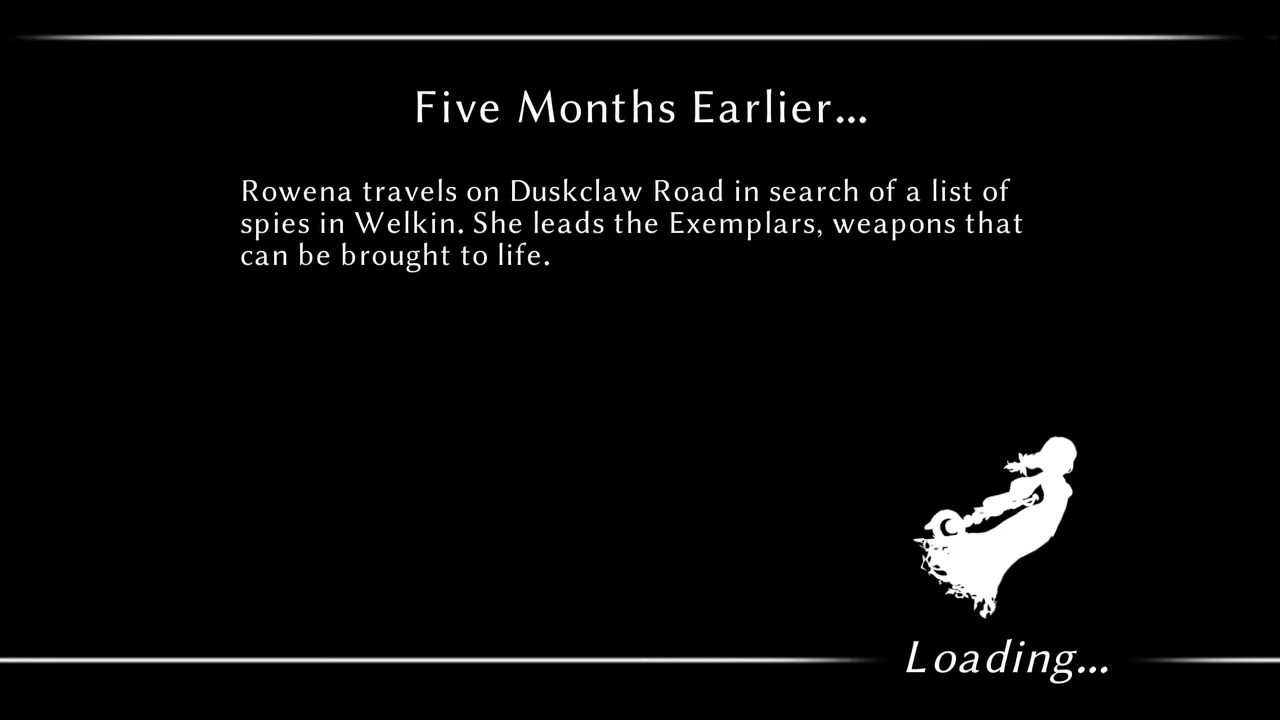 Five Months Earlier...
Rowena travels on Duskclaw Road in search of a list of
spies in Welkin. She leads the Exemplars, weapons that
can be brought to life.
Loading...